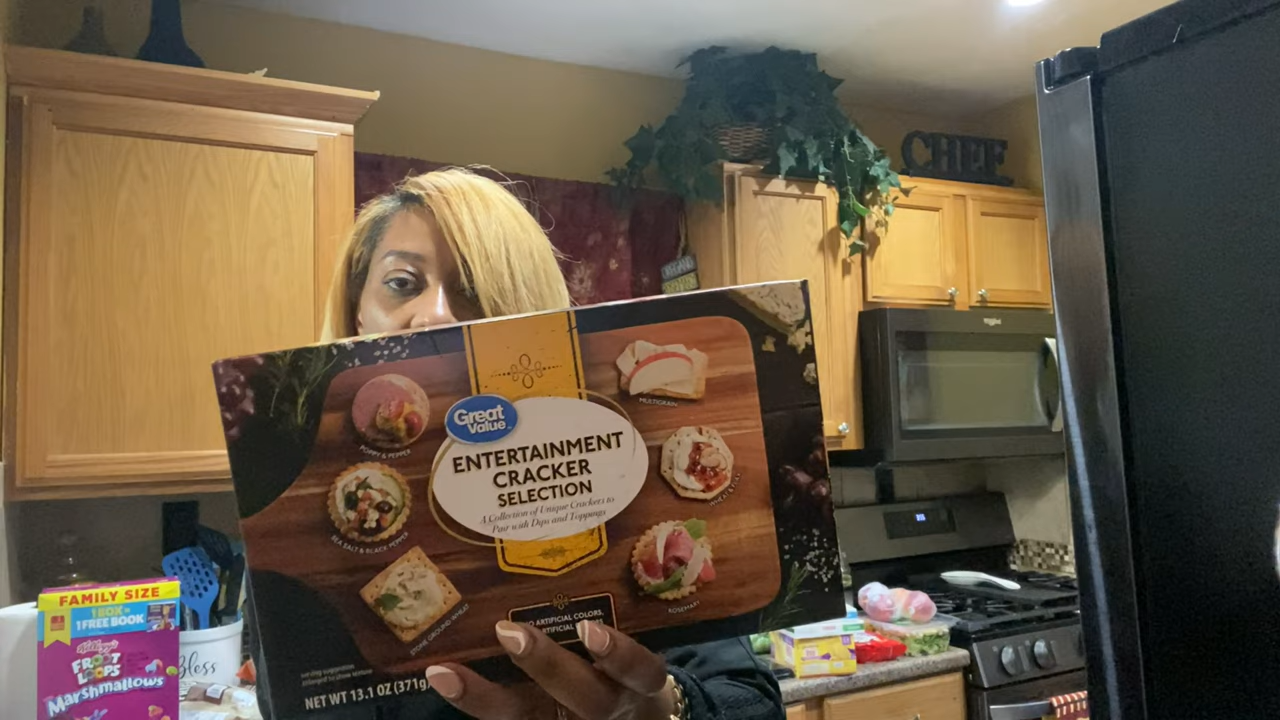 CHEF
Great
Value
ENTERTAINMENT
CRACKER
SELECTION
A Collection of Unique Crackers to
Pair with Dips and Toppings
POPPY & PEPPER
MULTIGRAIN
SEA SALT & BLACK PEPPER
STONE GROUND WHEAT
ROSEMARY
NO ARTIFICIAL COLORS,
serving suggestion
NET WT 13.1 OZ (371g)
FAMILY SIZE
1 BOX =
1 FREE BOOK
Kellogg's
FROOT
LOOPS
Marshmallows
Bless